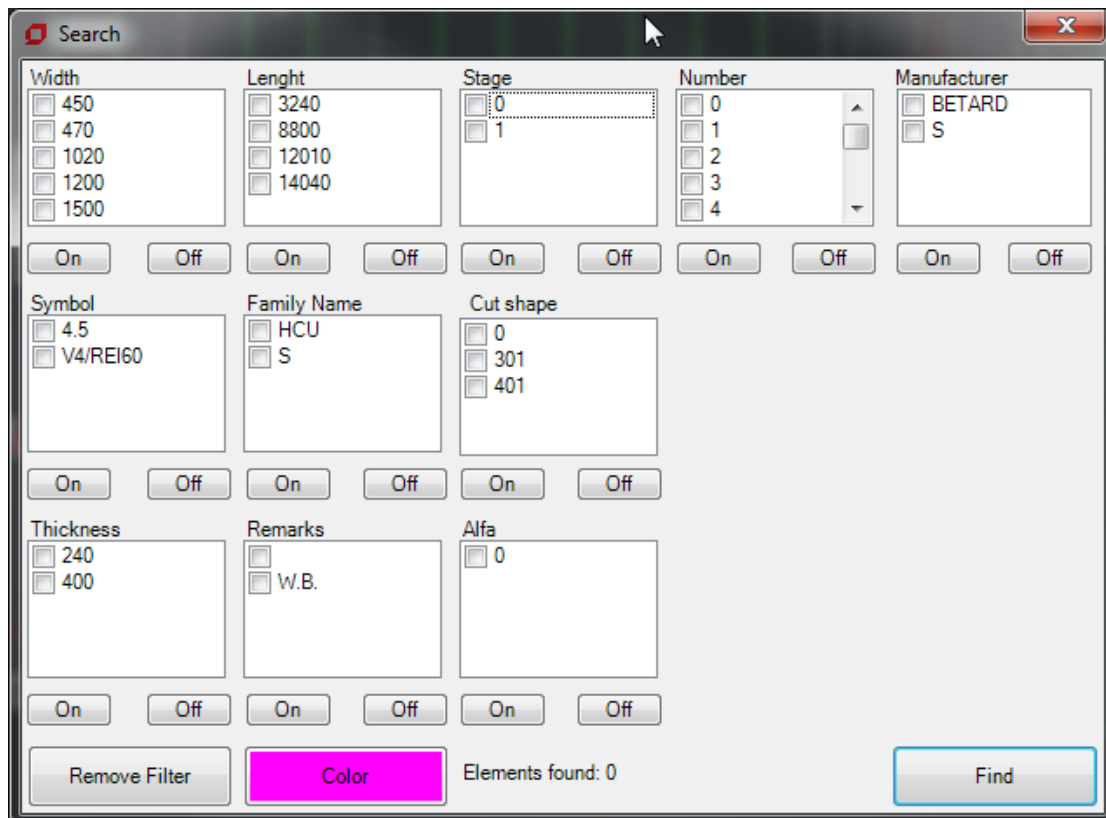 Search
Width Lenght Stage Number Manufacturer
450 3240 0 0 BETARD
470 8800 1 1 S
1020 12010 2
1200 14040 3
1500 4
On Off On Off On Off On Off On Off
Symbol Family Name Cut shape
4.5 HCU 0
V4/REI60 S 301
401
On Off On Off On Off
Thickness Remarks Alfa
240 0
400 W.B.
On Off On Off On Off
Remove Filter Color Elements found: 0 Find